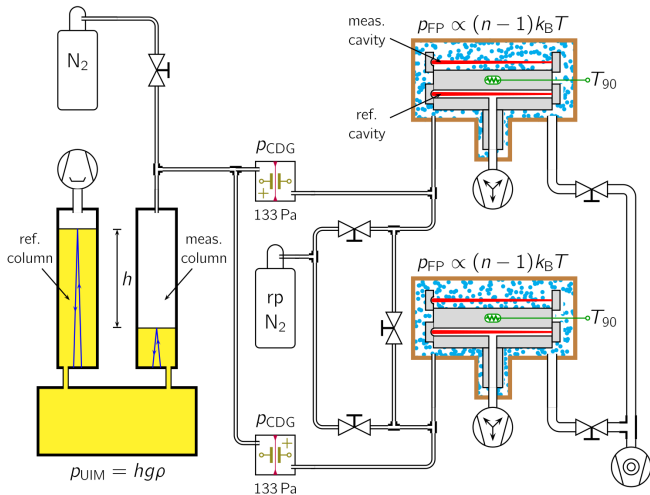 N₂
meas.
cavity
p_FP ∝ (n − 1)k_BT
T₉₀
ref.
cavity
p_CDG
+
133 Pa
ref.
column
h
meas.
column
rp
N₂
p_FP ∝ (n − 1)k_BT
T₉₀
p_CDG
+
133 Pa
p_UIM = hgρ